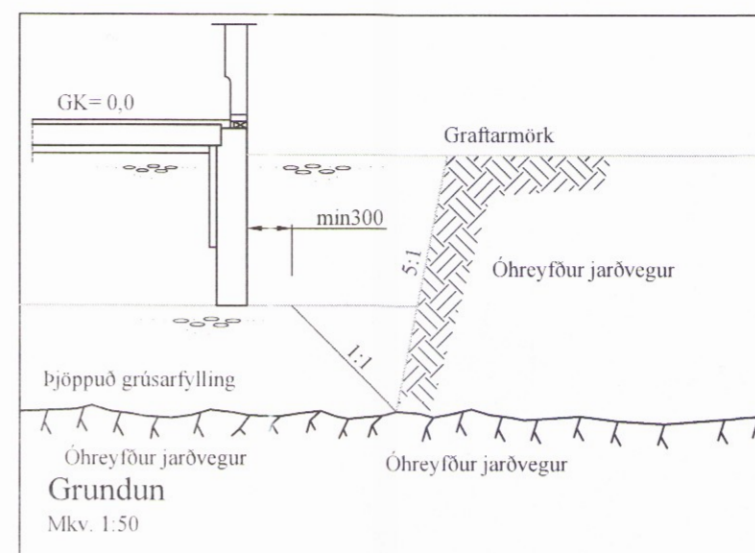 GK= 0,0
Graftarmörk
min300
5:1
Óhreyfður jarðvegur
1:1
Þjöppuð grúsarfylling
Óhreyfður jarðvegur
Óhreyfður jarðvegur
Grundun
Mkv. 1:50